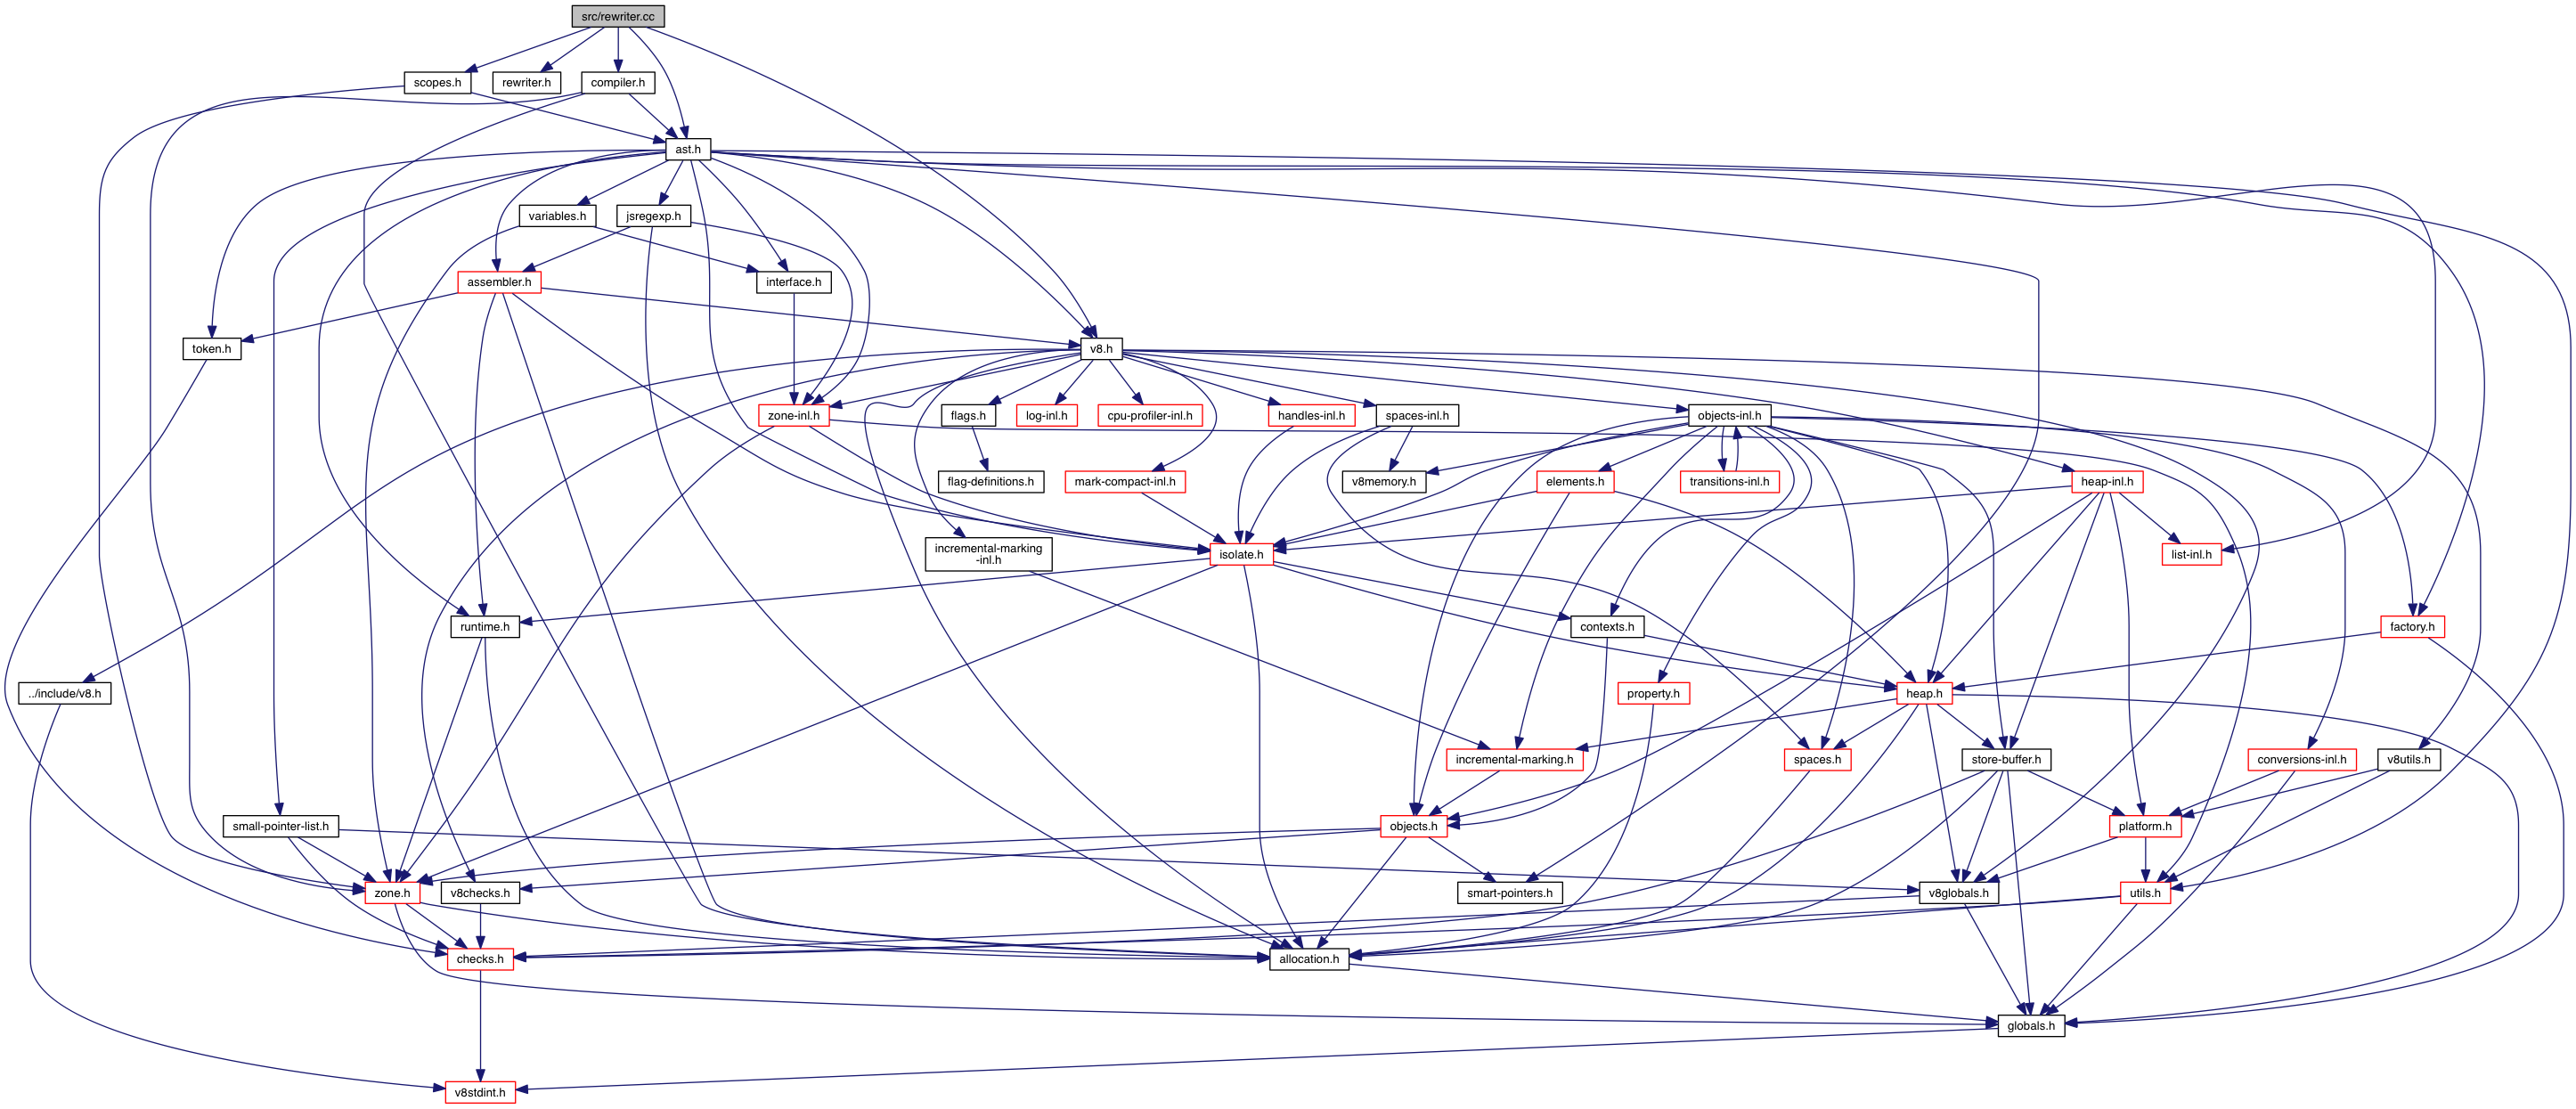 src/rewriter.cc
scopes.h
rewriter.h
compiler.h
ast.h
variables.h
jsregexp.h
assembler.h
interface.h
token.h
v8.h
zone-inl.h
flags.h
log-inl.h
cpu-profiler-inl.h
handles-inl.h
spaces-inl.h
objects-inl.h
flag-definitions.h
mark-compact-inl.h
v8memory.h
elements.h
transitions-inl.h
heap-inl.h
incremental-marking
-inl.h
isolate.h
list-inl.h
runtime.h
contexts.h
factory.h
../include/v8.h
property.h
heap.h
incremental-marking.h
spaces.h
store-buffer.h
conversions-inl.h
v8utils.h
small-pointer-list.h
objects.h
platform.h
zone.h
v8checks.h
smart-pointers.h
v8globals.h
utils.h
checks.h
allocation.h
globals.h
v8stdint.h